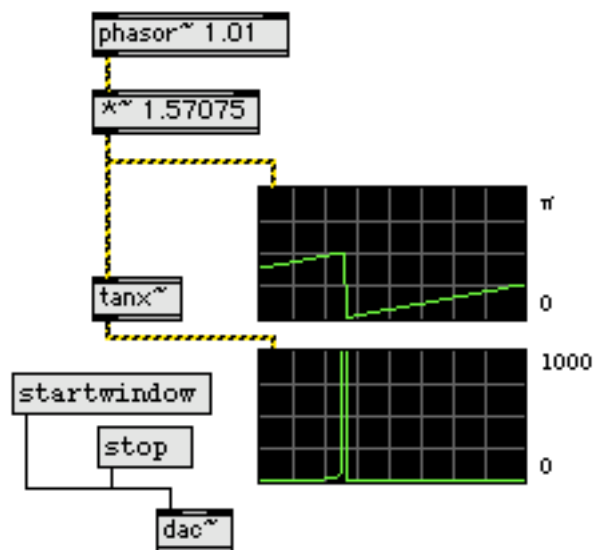 phasor~ 1.01
*~ 1.57075
π
0
tanx~
1000
0
startwindow
stop
dac~